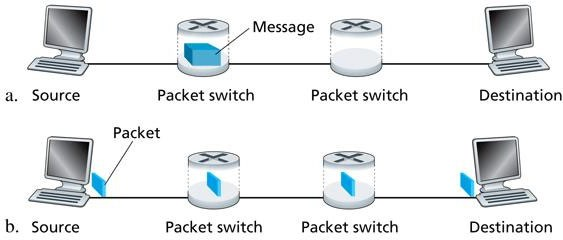 Message
a. Source Packet switch Packet switch Destination
Packet
b. Source Packet switch Packet switch Destination